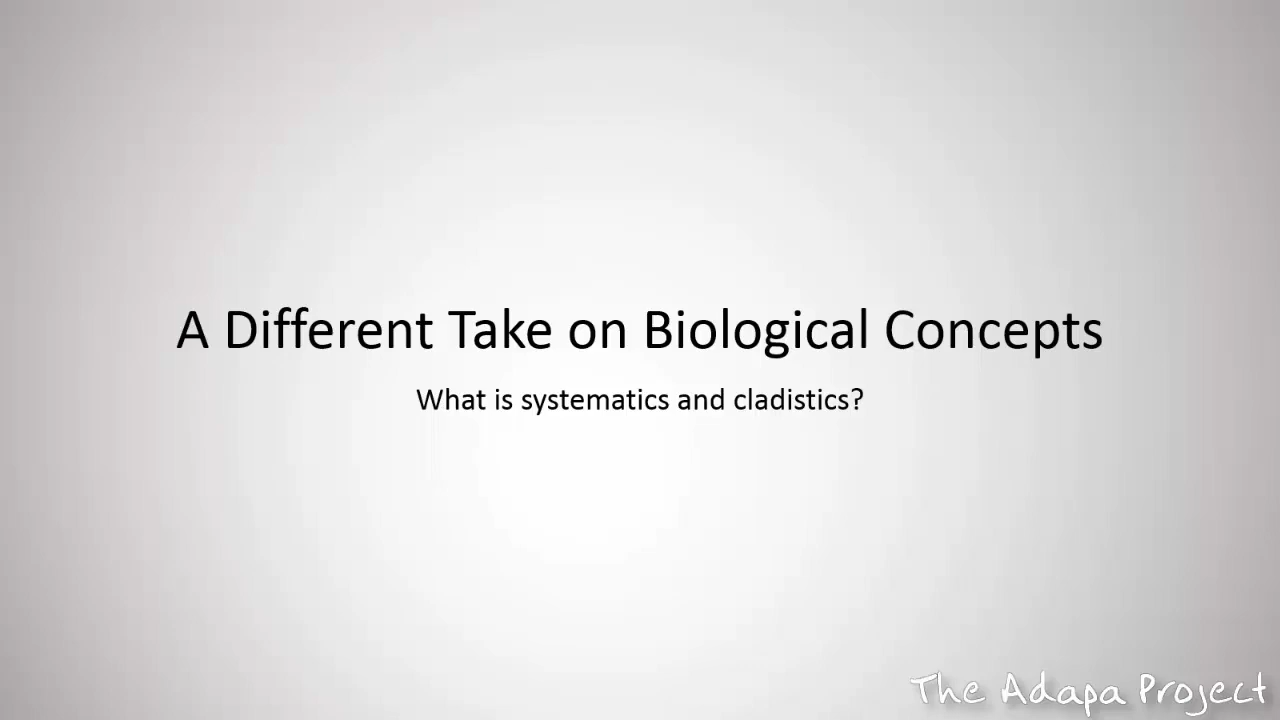 A Different Take on Biological Concepts
What is systematics and cladistics?
The Adapa Project